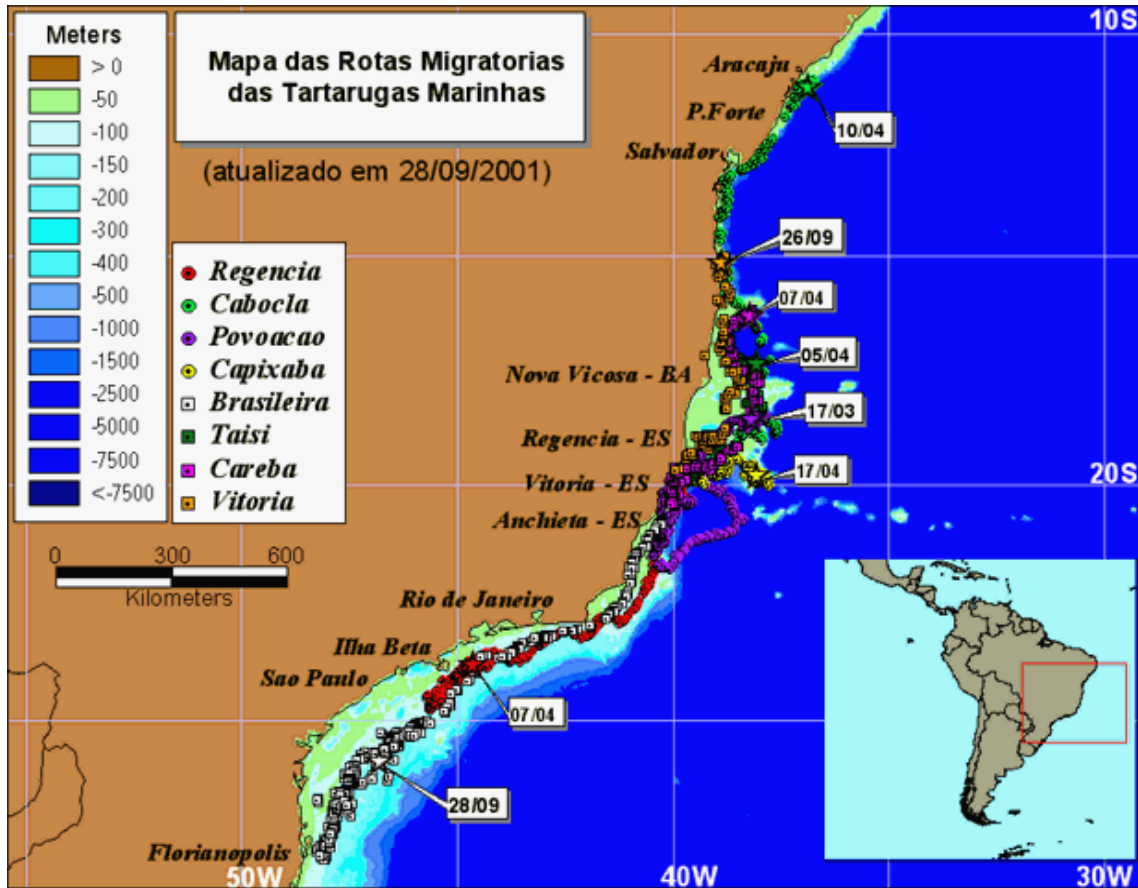 Meters
> 0
-50
-100
-150
-200
-300
-400
-500
-1000
-1500
-2500
-5000
-7500
<-7500
Mapa das Rotas Migratorias
das Tartarugas Marinhas
(atualizado em 28/09/2001)
Regencia
Cabocla
Povoacao
Capixaba
Brasileira
Taisi
Careba
Vitoria
0 300 600
Kilometers
10S
Aracaju
P.Forte
10/04
Salvador
26/09
07/04
05/04
Nova Vicosa - BA
17/03
Regencia - ES
17/04
Vitoria - ES
20S
Anchieta - ES
Rio de Janeiro
Ilha Beta
Sao Paulo
07/04
28/09
Florianopolis
50W
40W
30W